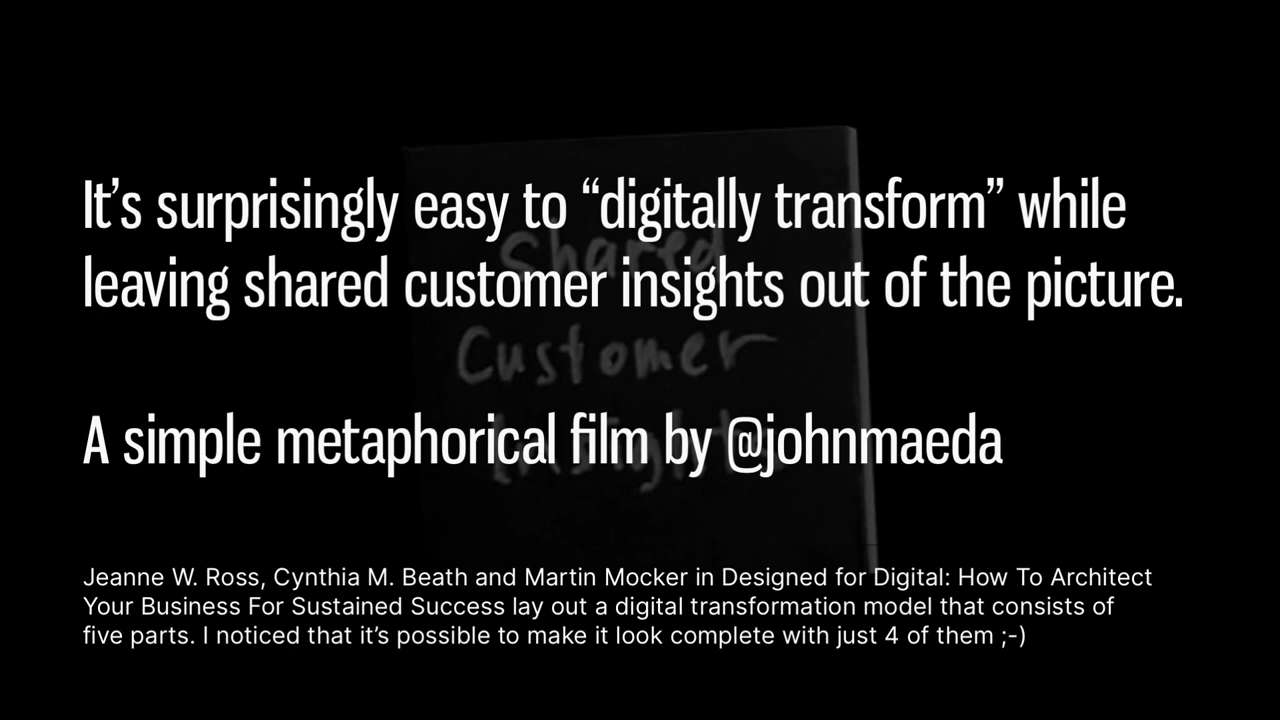 It’s surprisingly easy to “digitally transform” while
leaving shared customer insights out of the picture.
A simple metaphorical film by @johnmaeda
Jeanne W. Ross, Cynthia M. Beath and Martin Mocker in Designed for Digital: How To Architect
Your Business For Sustained Success lay out a digital transformation model that consists of
five parts. I noticed that it’s possible to make it look complete with just 4 of them ;-)
Shared
Customer
Insights